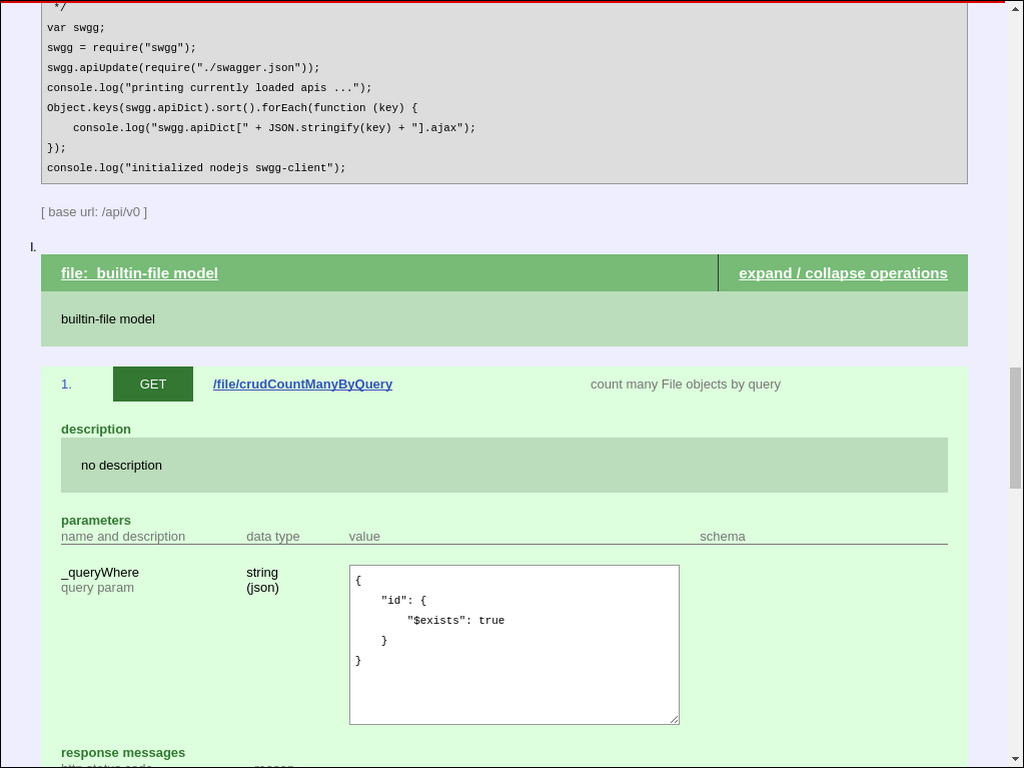 */
var swgg;
swgg = require("swgg");
swgg.apiUpdate(require("./swagger.json"));
console.log("printing currently loaded apis ...");
Object.keys(swgg.apiDict).sort().forEach(function (key) {
    console.log("swgg.apiDict[" + JSON.stringify(key) + "].ajax");
});
console.log("initialized nodejs swgg-client");
[ base url: /api/v0 ]
I.
file:  builtin-file model expand / collapse operations
builtin-file model
1. GET /file/crudCountManyByQuery count many File objects by query
description
no description
parameters
name and description data type value schema
_queryWhere string
query param (json)
{
    "id": {
        "$exists": true
    }
}
response messages
http status code reason